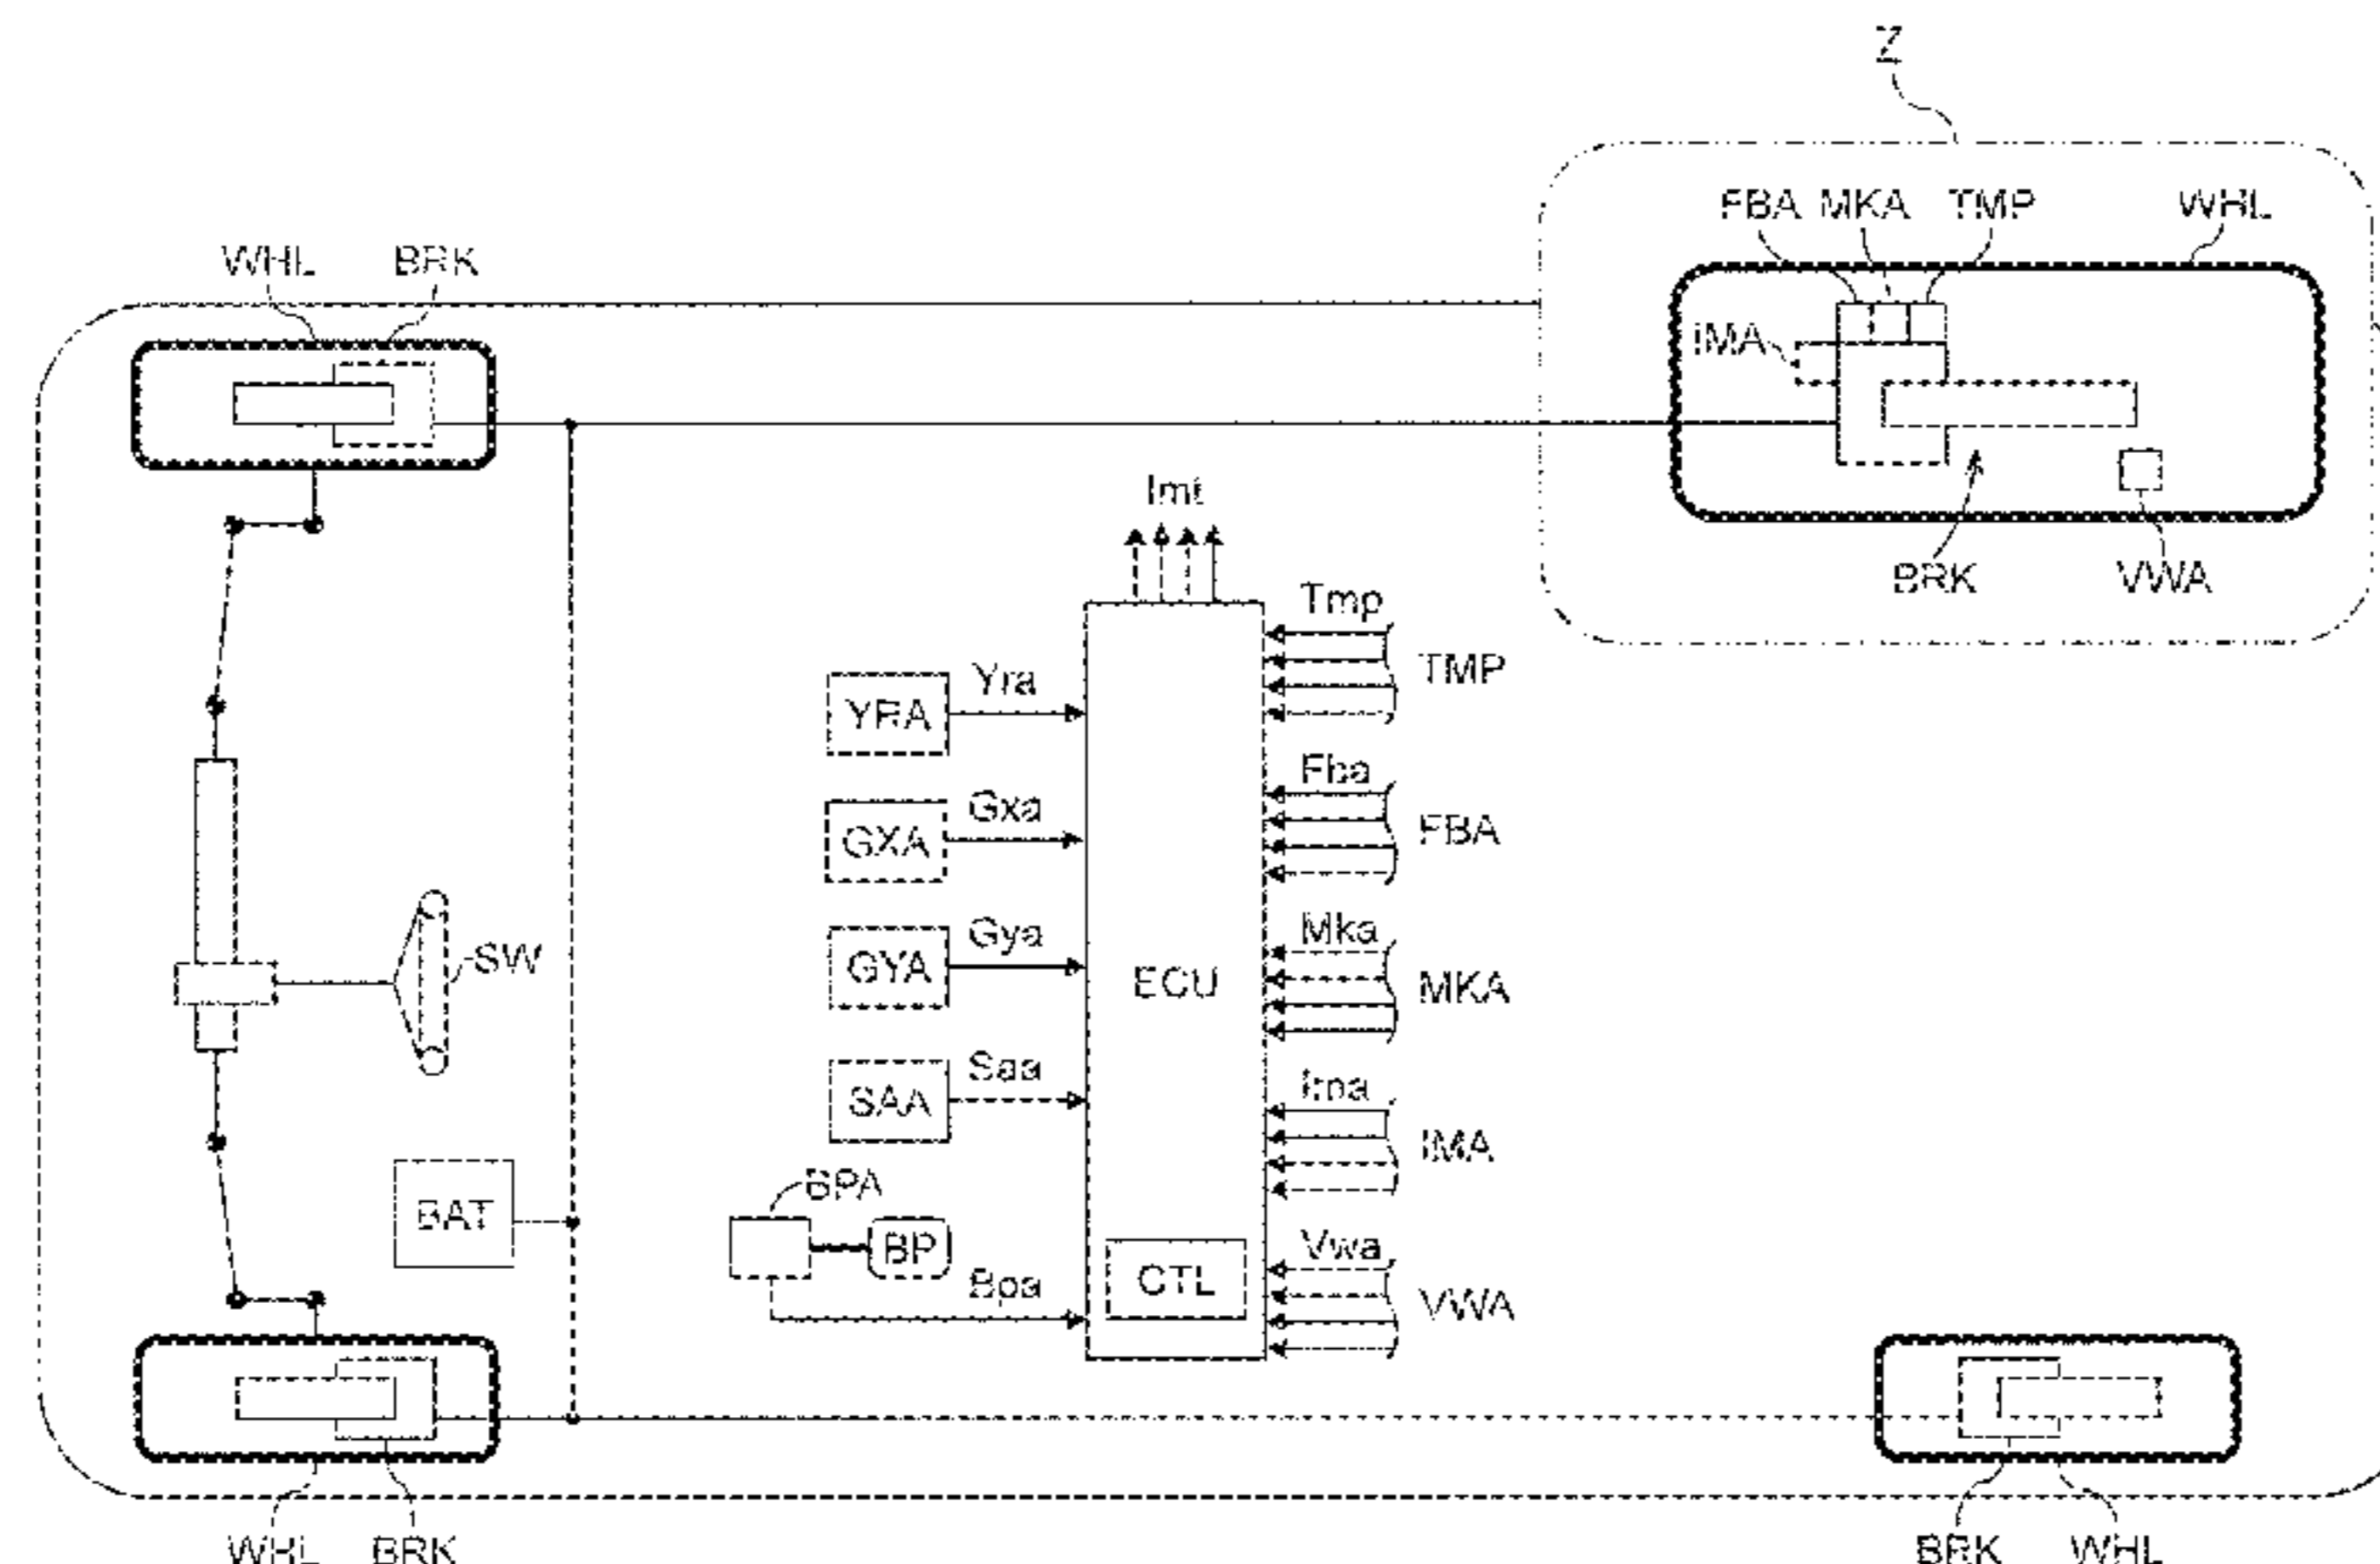 Z
FBA MKA TMP WHL
WHL BRK
IMA
Imt
BRK VWA
Tmp
TMP
Yra
YRA
Fba
FBA
Gxa
GXA
Mka
MKA
Gya
GYA
SW
ECU
Ima
IMA
Saa
SAA
BPA
BAT
BP
Vwa
VWA
Bpa
CTL
WHL BRK
BRK WHL